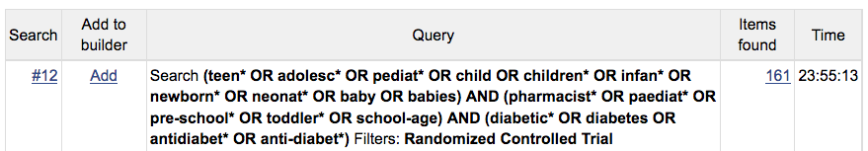 Search Add to builder Query Items found Time
#12 Add Search (teen* OR adolesc* OR pediat* OR child OR children* OR infan* OR 161 23:55:13
newborn* OR neonat* OR baby OR babies) AND (pharmacist* OR paediat* OR
pre-school* OR toddler* OR school-age) AND (diabetic* OR diabetes OR
antidiabet* OR anti-diabet*) Filters: Randomized Controlled Trial